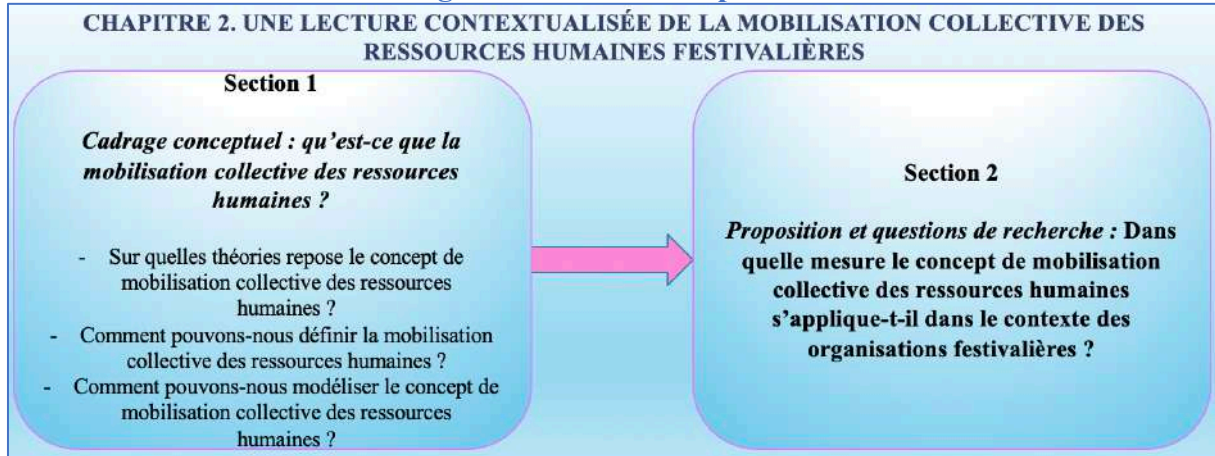 CHAPITRE 2. UNE LECTURE CONTEXTUALISÉE DE LA MOBILISATION COLLECTIVE DES
RESSOURCES HUMAINES FESTIVALIÈRES
Section 1
Cadrage conceptuel : qu’est-ce que la
mobilisation collective des ressources
humaines ?
- Sur quelles théories repose le concept de
mobilisation collective des ressources
humaines ?
- Comment pouvons-nous définir la mobilisation
collective des ressources humaines ?
- Comment pouvons-nous modéliser le concept de
mobilisation collective des ressources
humaines ?
Section 2
Proposition et questions de recherche : Dans
quelle mesure le concept de mobilisation
collective des ressources humaines
s’applique-t-il dans le contexte des
organisations festivalières ?